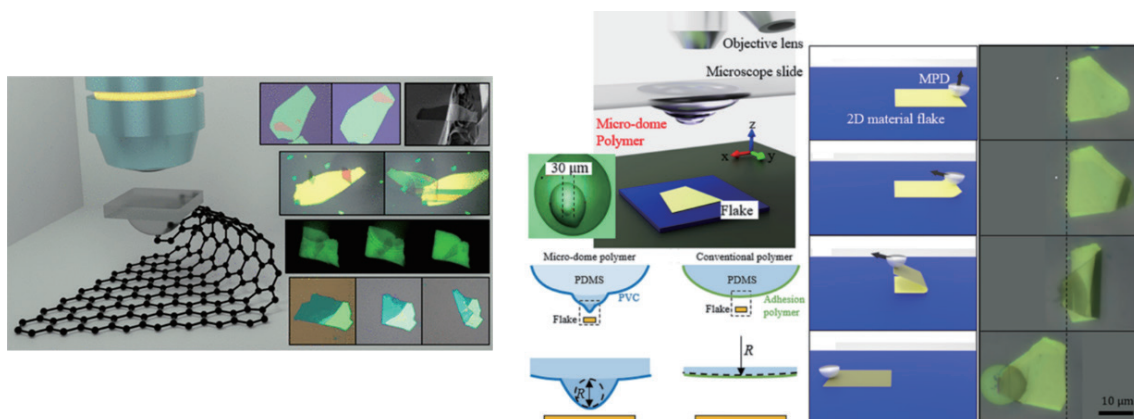 Objective lens
Microscope slide
Micro-dome
Polymer
z
x
y
30 μm
Flake
Micro-dome polymer
Conventional polymer
PDMS
PVC
Flake
PDMS
Adhesion
polymer
Flake
R
R
MPD
2D material flake
10 μm